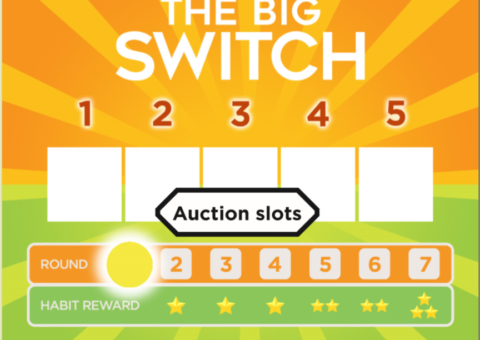 THE BIG
SWITCH
1 2 3 4 5
Auction slots
ROUND 2 3 4 5 6 7
HABIT REWARD